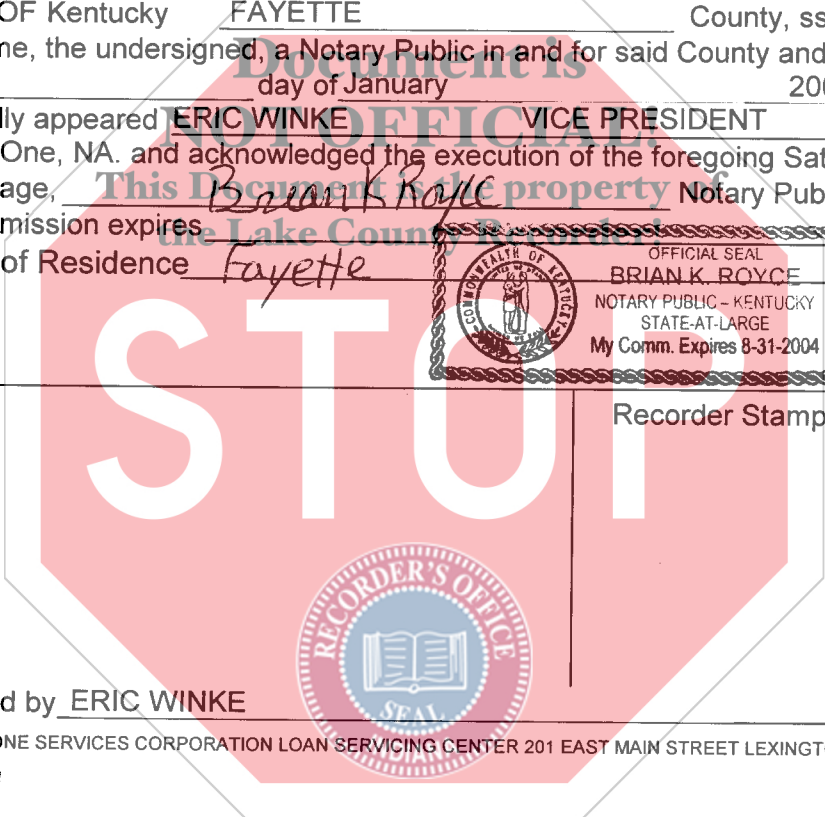 OF Kentucky FAYETTE County, ss
me, the undersigned, a Notary Public in and for said County and
day of January 200
lly appeared ERIC WINKE VICE PRESIDENT
One, NA. and acknowledged the execution of the foregoing Sat
age, Brian K Royce Notary Pub
mission expires
of Residence Fayette
Document is
NOT OFFICIAL!
This Document is the property of
the Lake County Recorder!
COMMONWEALTH OF KENTUCKY
OFFICIAL SEAL
BRIAN K. ROYCE
NOTARY PUBLIC – KENTUCKY
STATE-AT-LARGE
My Comm. Expires 8-31-2004
STOP
Recorder Stamp
RECORDER'S OFFICE
SEAL
INDIANA
d by ERIC WINKE
ONE SERVICES CORPORATION LOAN SERVICING CENTER 201 EAST MAIN STREET LEXINGT